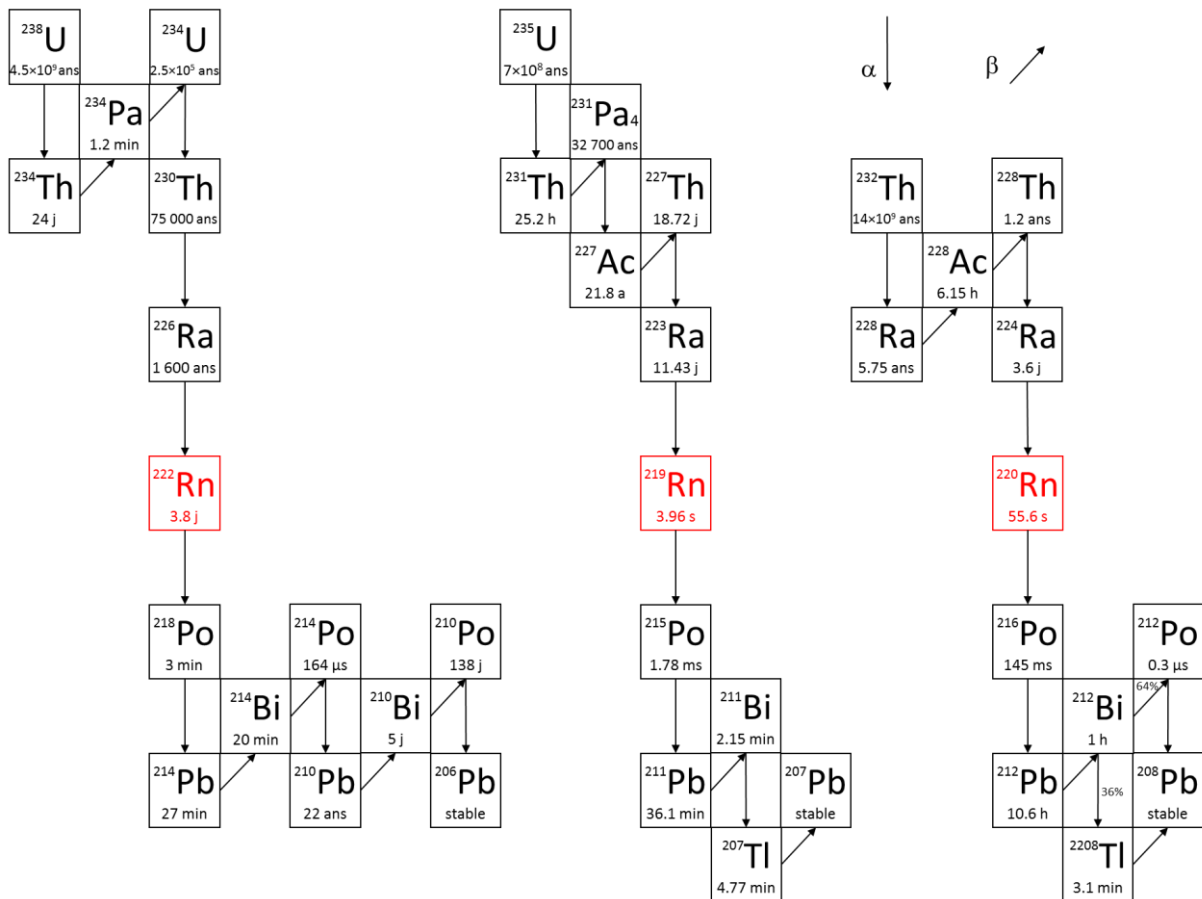 ²³⁸U
4.5×10⁹ ans
²³⁴U
2.5×10⁵ ans
²³⁵U
7×10⁸ ans
α
β
²³⁴Pa
1.2 min
²³¹Pa₄
32 700 ans
²³⁴Th
24 j
²³⁰Th
75 000 ans
²³¹Th
25.2 h
²²⁷Th
18.72 j
²³²Th
14×10⁹ ans
²²⁸Th
1.2 ans
²²⁷Ac
21.8 a
²²⁸Ac
6.15 h
²²⁶Ra
1 600 ans
²²³Ra
11.43 j
²²⁸Ra
5.75 ans
²²⁴Ra
3.6 j
²²²Rn
3.8 j
²¹⁹Rn
3.96 s
²²⁰Rn
55.6 s
²¹⁸Po
3 min
²¹⁴Po
164 µs
²¹⁰Po
138 j
²¹⁵Po
1.78 ms
²¹⁶Po
145 ms
²¹²Po
0.3 µs
²¹⁴Bi
20 min
²¹⁰Bi
5 j
²¹¹Bi
2.15 min
²¹²Bi
1 h
64%
²¹⁴Pb
27 min
²¹⁰Pb
22 ans
²⁰⁶Pb
stable
²¹¹Pb
36.1 min
²⁰⁷Pb
stable
²¹²Pb
10.6 h
36%
²⁰⁸Pb
stable
²⁰⁷Tl
4.77 min
²²⁰⁸Tl
3.1 min